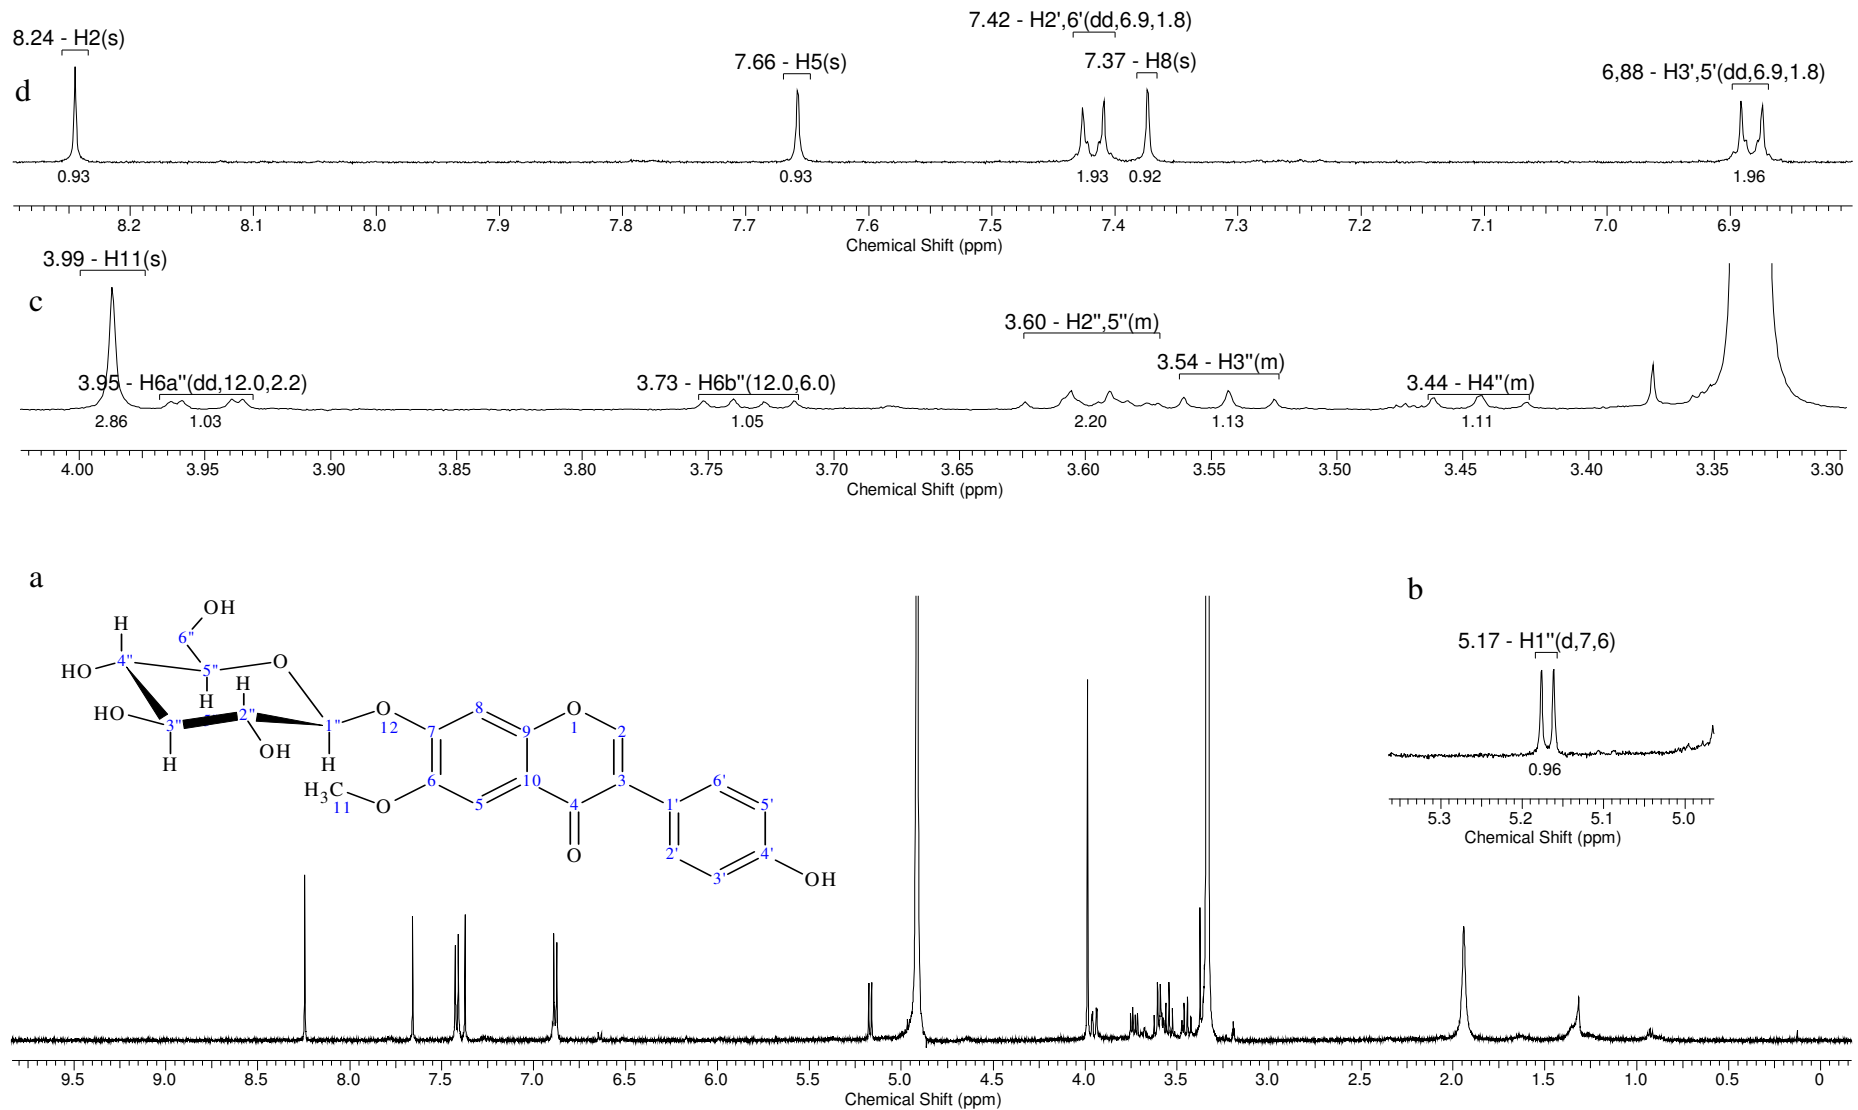 7.42 - H2',6'(dd,6.9,1.8)
8.24 - H2(s)
7.66 - H5(s)
7.37 - H8(s)
6,88 - H3',5'(dd,6.9,1.8)
d
0.93
0.93
1.93
0.92
1.96
8.2 8.1 8.0 7.9 7.8 7.7 7.6 7.5 7.4 7.3 7.2 7.1 7.0 6.9
Chemical Shift (ppm)
3.99 - H11(s)
c
3.60 - H2'',5''(m)
3.54 - H3''(m)
3.95 - H6a''(dd,12.0,2.2)
3.73 - H6b''(12.0,6.0)
3.44 - H4''(m)
2.86
1.03
1.05
2.20
1.13
1.11
4.00 3.95 3.90 3.85 3.80 3.75 3.70 3.65 3.60 3.55 3.50 3.45 3.40 3.35 3.30
Chemical Shift (ppm)
a
OH
H
6''
HO
4''
5''
O
H
H
HO
3''
2''
1''
O
12
H
OH
H
7
8
9
O
1
2
H3C
11
O
6
5
10
4
3
O
1'
6'
5'
2'
3'
4'
OH
b
5.17 - H1''(d,7,6)
0.96
5.3 5.2 5.1 5.0
Chemical Shift (ppm)
9.5 9.0 8.5 8.0 7.5 7.0 6.5 6.0 5.5 5.0 4.5 4.0 3.5 3.0 2.5 2.0 1.5 1.0 0.5 0
Chemical Shift (ppm)